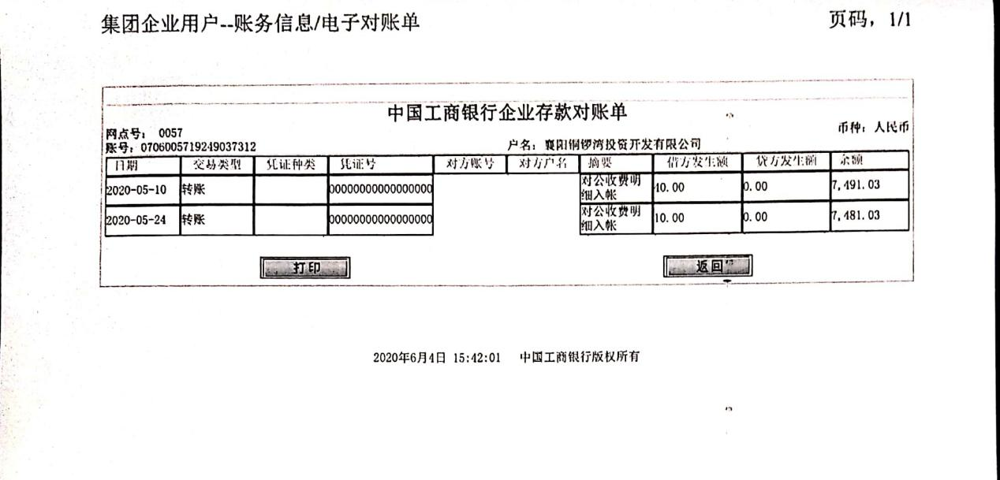 集团企业用户--账务信息/电子对账单 页码，1/1
中国工商银行企业存款对账单
网点号： 0057 币种：人民币
账号：0706005719249037312 户名：襄阳铜锣湾投资开发有限公司
日期 交易类型 凭证种类 凭证号 对方账号 对方户名 摘要 借方发生额 贷方发生额 余额
2020-05-10 转账 00000000000000000 对公收费明 10.00 0.00 7,491.03
细入帐
2020-05-24 转账 00000000000000000 对公收费明 10.00 0.00 7,481.03
细入帐
打印 返回
2020年6月4日 15:42:01 中国工商银行版权所有